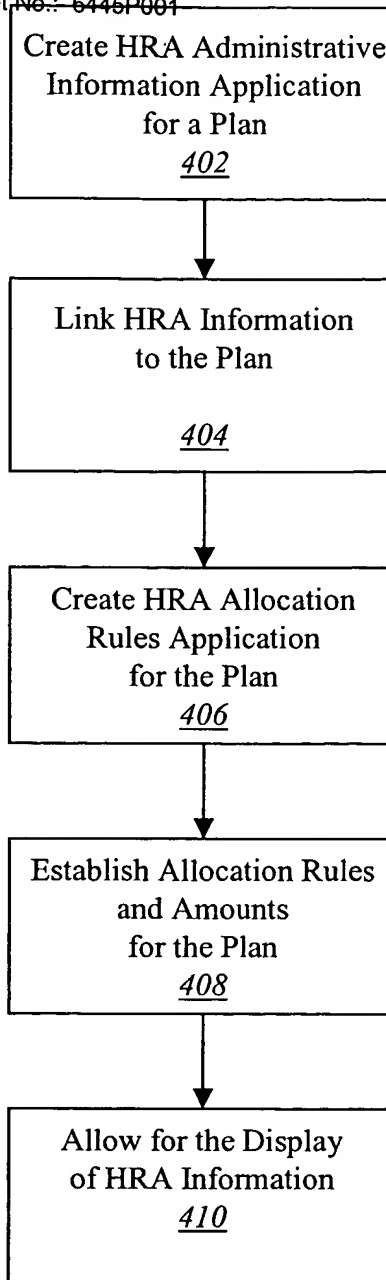 No.: 6445P001
Create HRA Administrative
Information Application
for a Plan
402
Link HRA Information
to the Plan
404
Create HRA Allocation
Rules Application
for the Plan
406
Establish Allocation Rules
and Amounts
for the Plan
408
Allow for the Display
of HRA Information
410